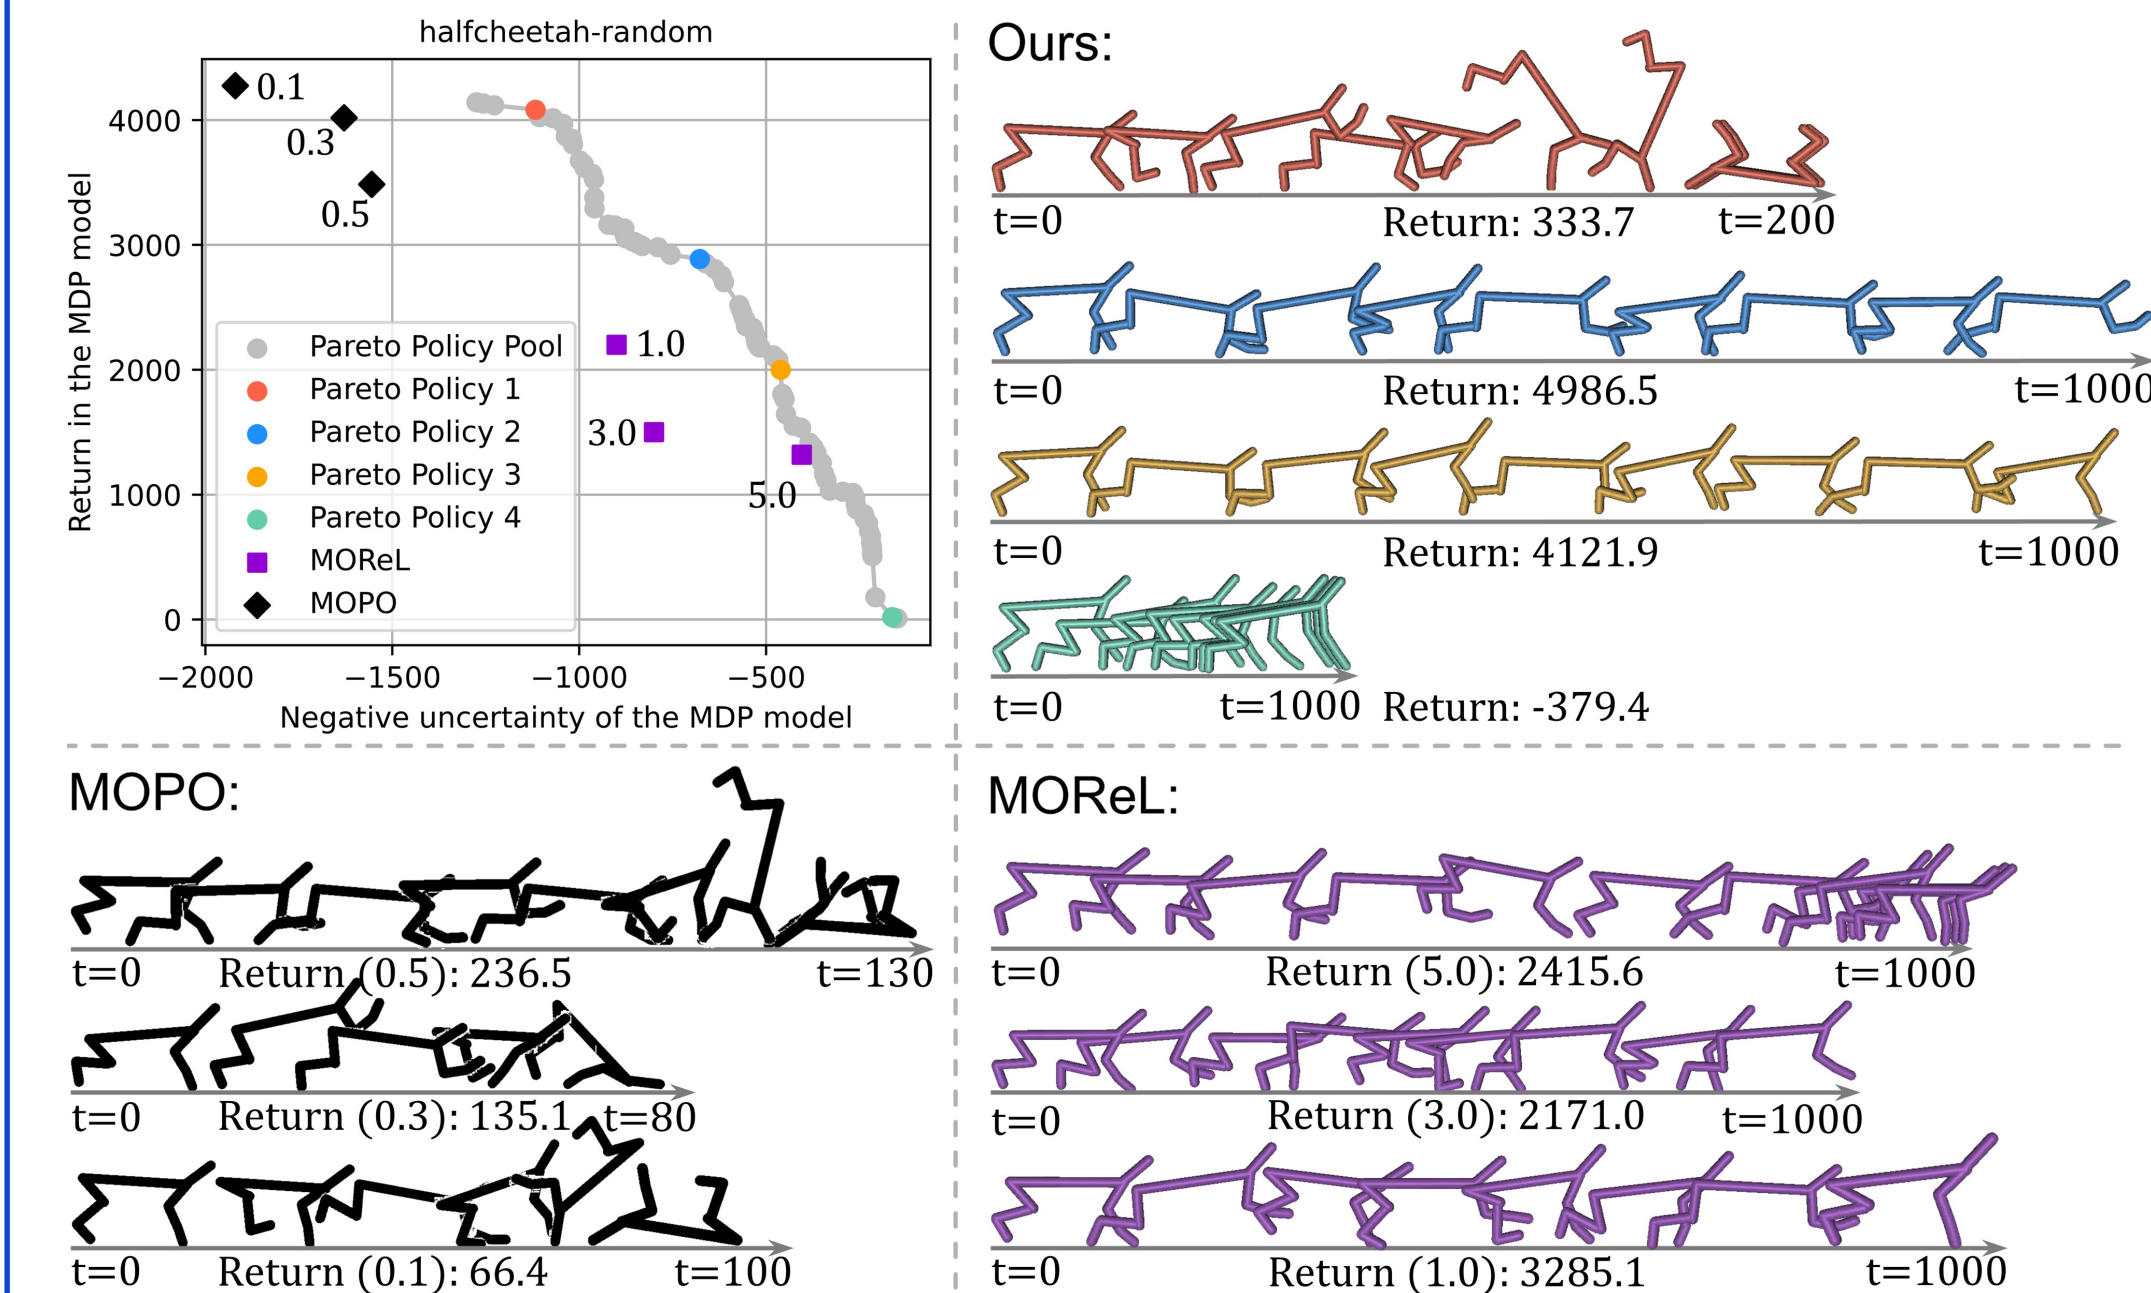 halfcheetah-random
Return in the MDP model
4000
3000
2000
1000
0
0.1
0.3
0.5
1.0
3.0
5.0
Pareto Policy Pool
Pareto Policy 1
Pareto Policy 2
Pareto Policy 3
Pareto Policy 4
MOReL
MOPO
−2000 −1500 −1000 −500
Negative uncertainty of the MDP model
Ours:
t=0 Return: 333.7 t=200
t=0 Return: 4986.5 t=1000
t=0 Return: 4121.9 t=1000
t=0 t=1000 Return: -379.4
MOPO:
t=0 Return (0.5): 236.5 t=130
t=0 Return (0.3): 135.1 t=80
t=0 Return (0.1): 66.4 t=100
MOReL:
t=0 Return (5.0): 2415.6 t=1000
t=0 Return (3.0): 2171.0 t=1000
t=0 Return (1.0): 3285.1 t=1000